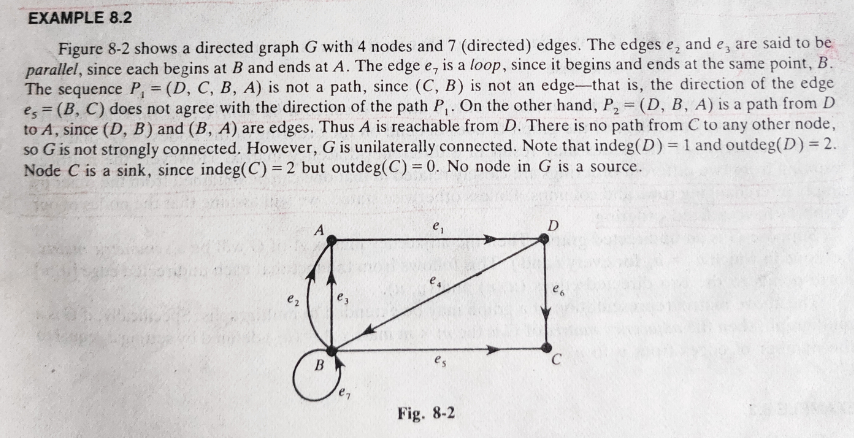 EXAMPLE 8.2
Figure 8-2 shows a directed graph G with 4 nodes and 7 (directed) edges. The edges e₂ and e₃ are said to be
parallel, since each begins at B and ends at A. The edge e₇ is a loop, since it begins and ends at the same point, B.
The sequence P₁ = (D, C, B, A) is not a path, since (C, B) is not an edge—that is, the direction of the edge
e₅ = (B, C) does not agree with the direction of the path P₁. On the other hand, P₂ = (D, B, A) is a path from D
to A, since (D, B) and (B, A) are edges. Thus A is reachable from D. There is no path from C to any other node,
so G is not strongly connected. However, G is unilaterally connected. Note that indeg(D) = 1 and outdeg(D) = 2.
Node C is a sink, since indeg(C) = 2 but outdeg(C) = 0. No node in G is a source.
A
e₁
D
e₂
e₃
e₄
e₆
B
e₅
C
e₇
Fig. 8-2